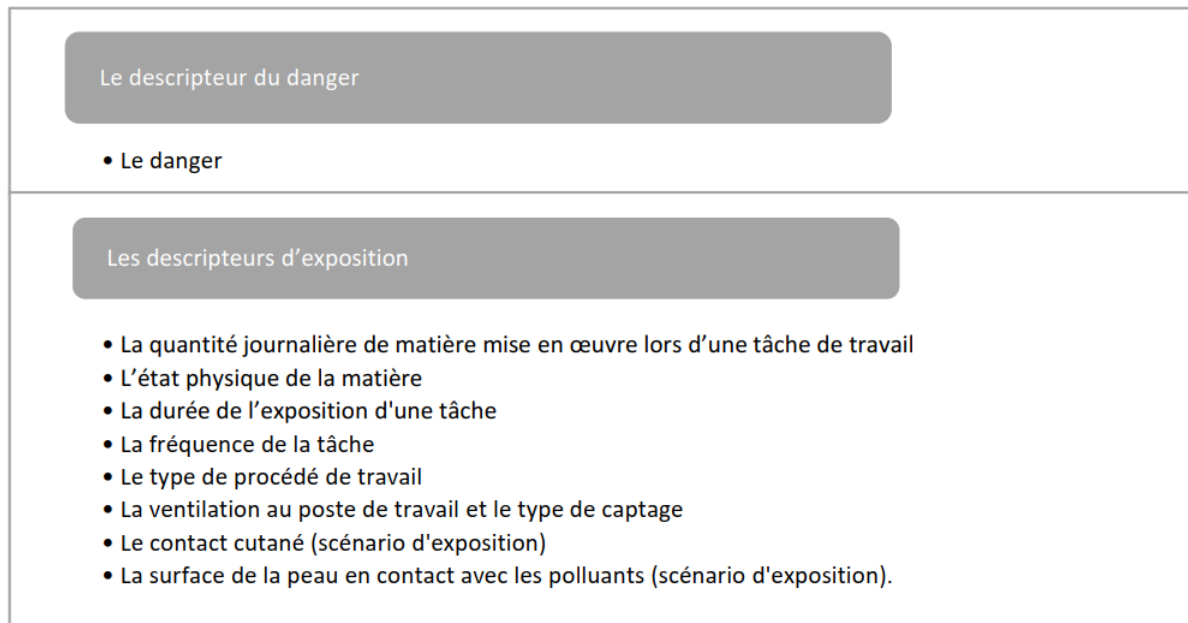 Le descripteur du danger
• Le danger
Les descripteurs d’exposition
• La quantité journalière de matière mise en œuvre lors d’une tâche de travail
• L’état physique de la matière
• La durée de l’exposition d'une tâche
• La fréquence de la tâche
• Le type de procédé de travail
• La ventilation au poste de travail et le type de captage
• Le contact cutané (scénario d'exposition)
• La surface de la peau en contact avec les polluants (scénario d'exposition).